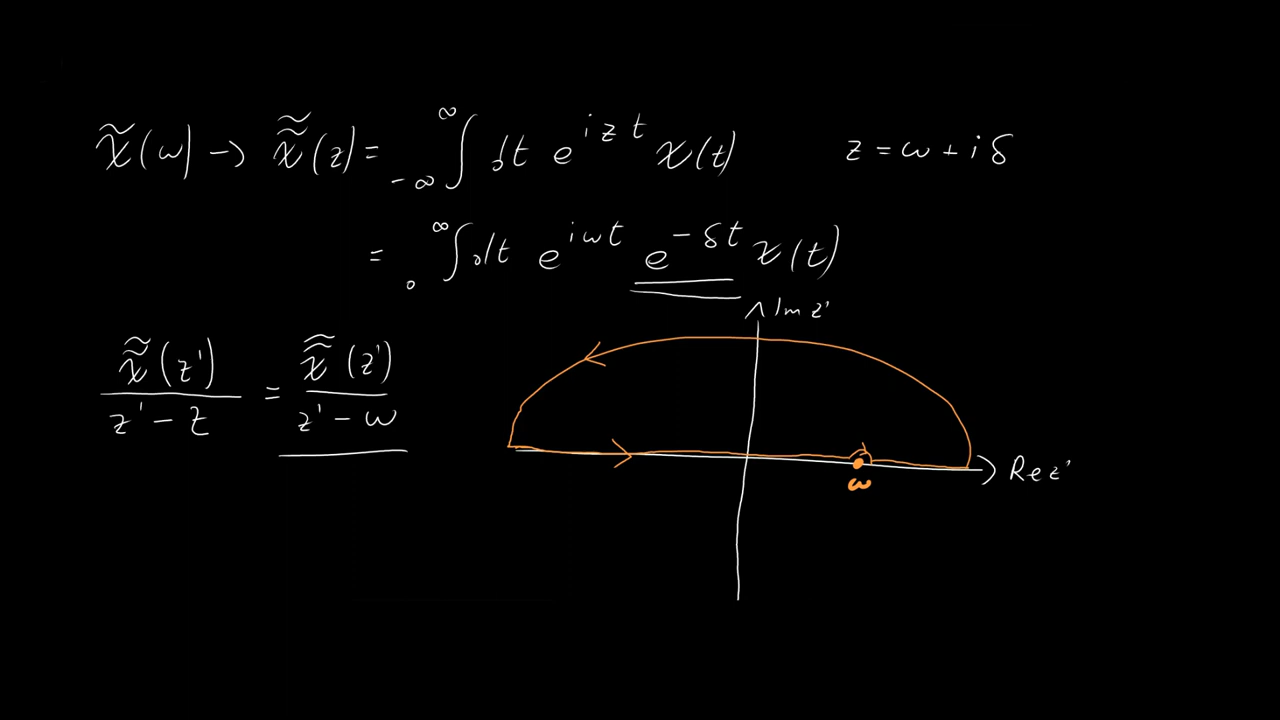 χ̃(ω) → χ̃̃(z) = -∞ ∫ ∞ dt e^{izt} χ(t) z = ω + iδ
= 0 ∫ ∞ dt e^{iωt} e^{-δt} χ(t)
Im z'
χ̃̃(z') / (z' - z) = χ̃̃(z') / (z' - ω)
Re z'
ω